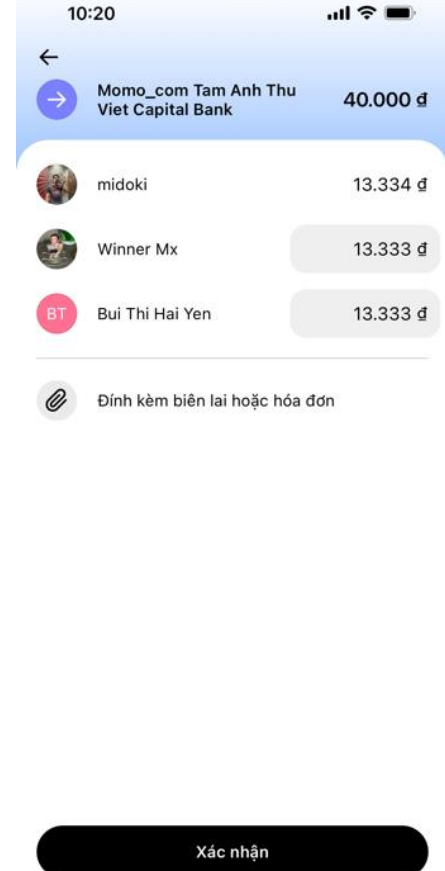 10:20
Momo_com Tam Anh Thu
Viet Capital Bank
40.000 đ
midoki
13.334 đ
Winner Mx
13.333 đ
BT
Bui Thi Hai Yen
13.333 đ
Đính kèm biên lai hoặc hóa đơn
Xác nhận